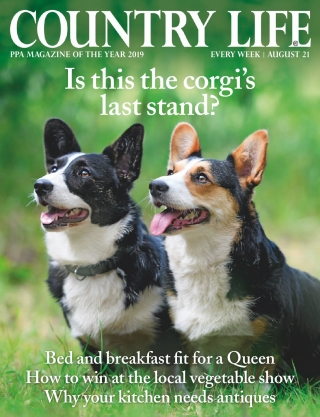 COUNTRY LIFE
PPA MAGAZINE OF THE YEAR 2019 EVERY WEEK | AUGUST 21
Is this the corgi's
last stand?
Bed and breakfast fit for a Queen
How to win at the local vegetable show
Why your kitchen needs antiques